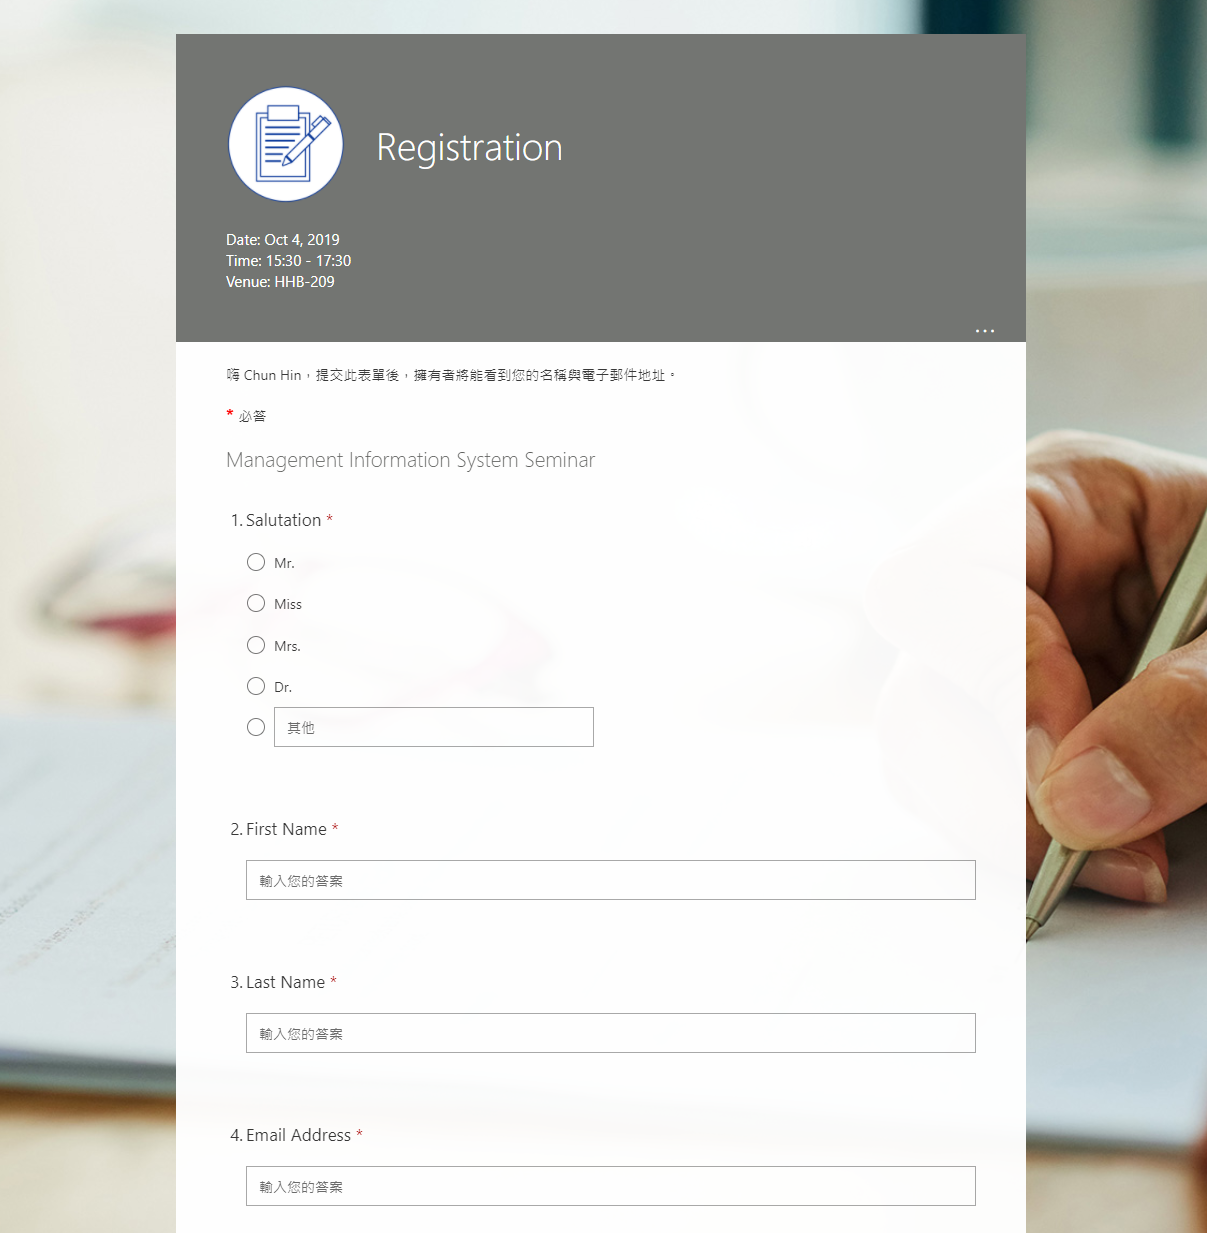 Registration
Date: Oct 4, 2019
Time: 15:30 - 17:30
Venue: HHB-209
...
嗨 Chun Hin，提交此表單後，擁有者將能看到您的名稱與電子郵件地址。
* 必答
Management Information System Seminar
1. Salutation *
Mr.
Miss
Mrs.
Dr.
其他
2. First Name *
輸入您的答案
3. Last Name *
輸入您的答案
4. Email Address *
輸入您的答案